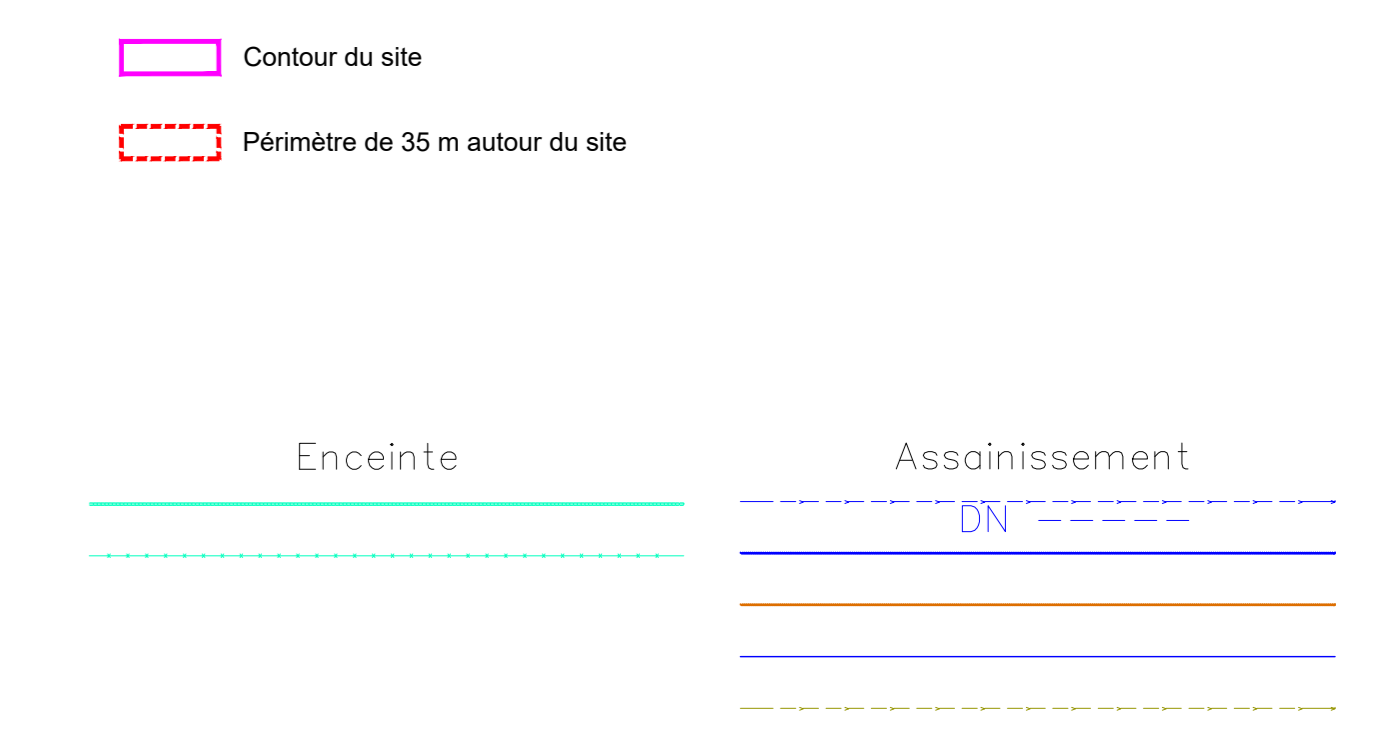 Contour du site
Périmètre de 35 m autour du site
Enceinte
Assainissement
DN